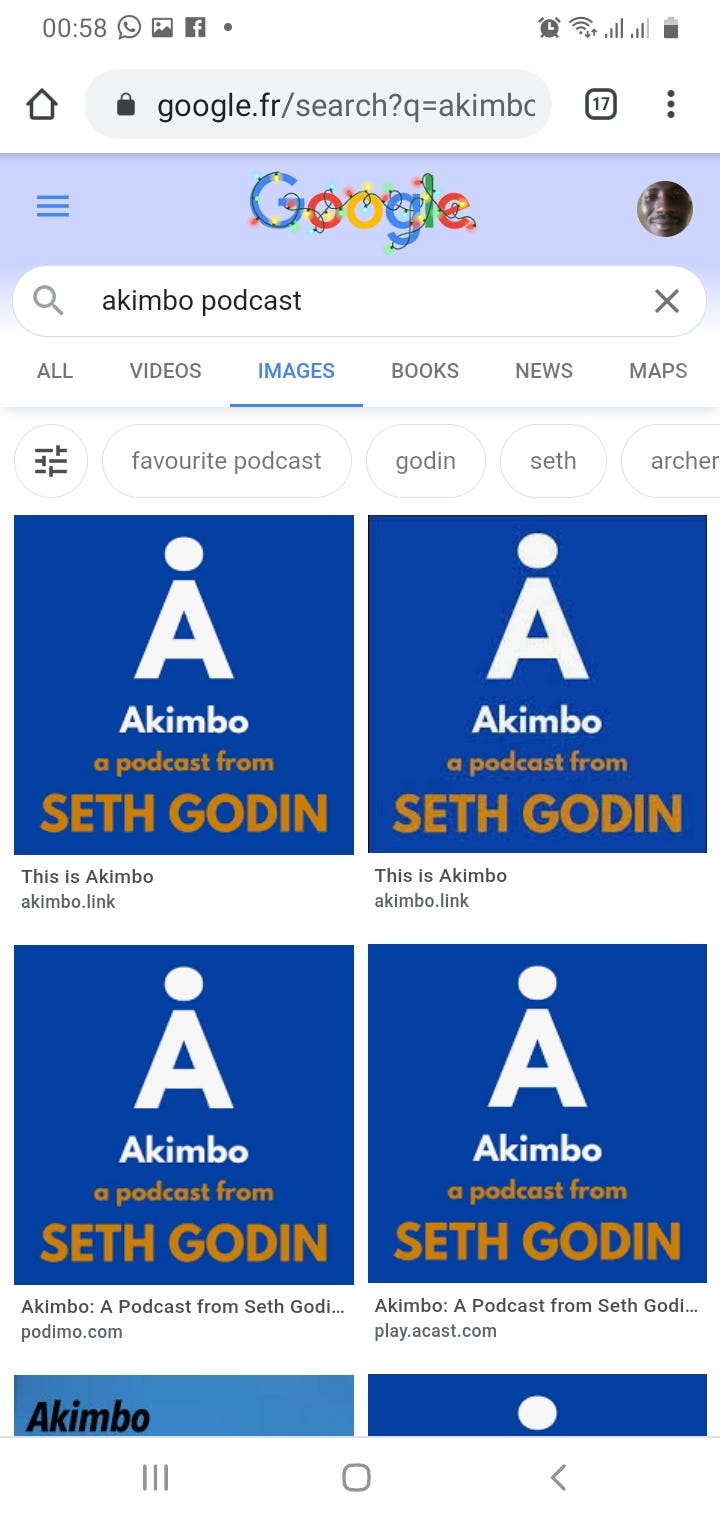 00:58
google.fr/search?q=akimbo
17
Google
akimbo podcast
ALL VIDEOS IMAGES BOOKS NEWS MAPS
favourite podcast godin seth archer
Å
Akimbo
a podcast from
SETH GODIN
This is Akimbo
akimbo.link
Å
Akimbo
a podcast from
SETH GODIN
This is Akimbo
akimbo.link
Å
Akimbo
a podcast from
SETH GODIN
Akimbo: A Podcast from Seth Godi...
podimo.com
Å
Akimbo
a podcast from
SETH GODIN
Akimbo: A Podcast from Seth Godi...
play.acast.com
Akimbo